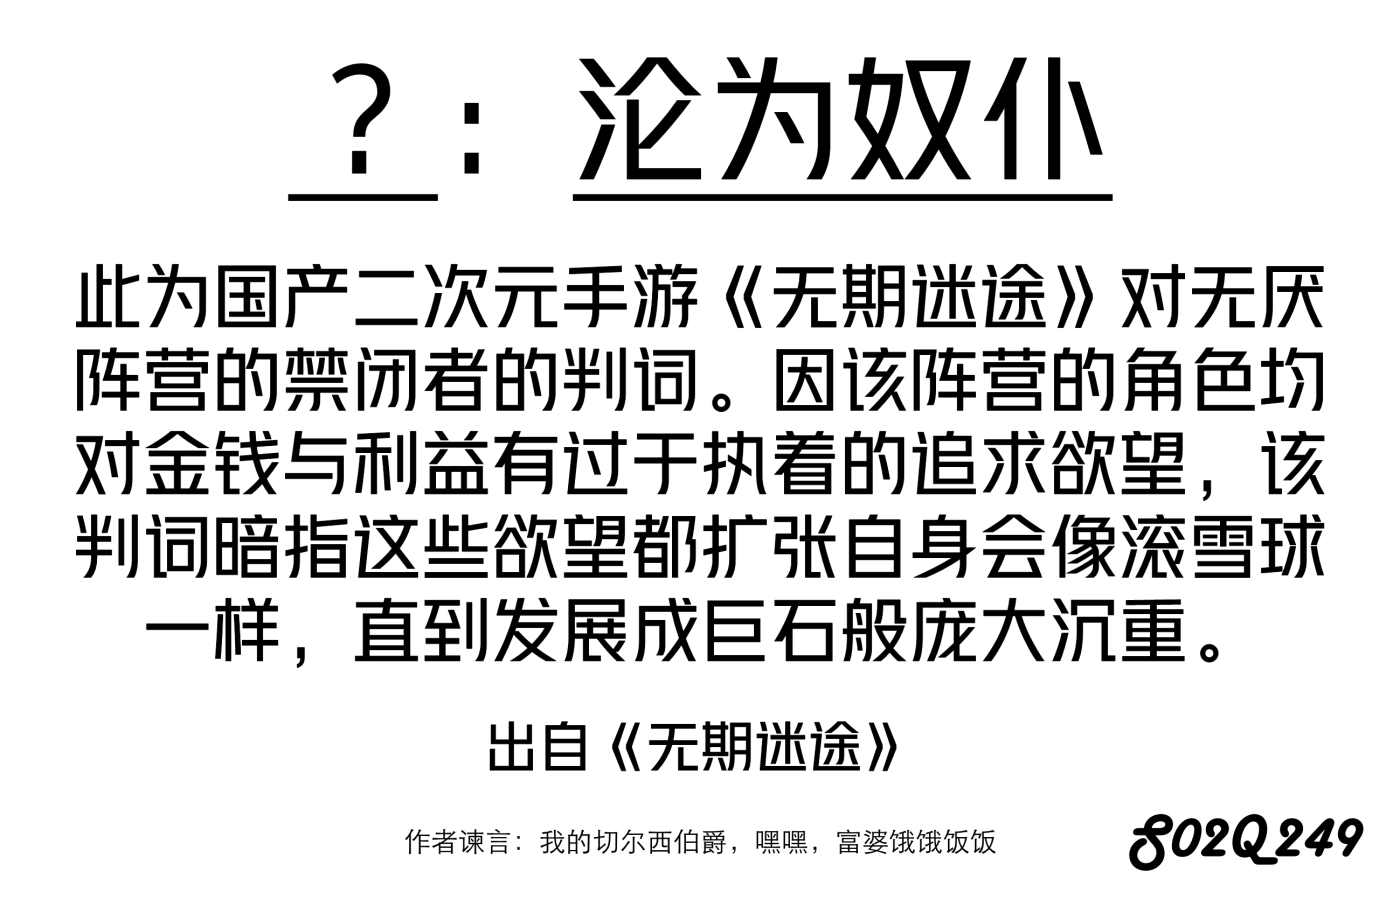 ？：沦为奴仆
此为国产二次元手游《无期迷途》对无厌
阵营的禁闭者的判词。因该阵营的角色均
对金钱与利益有过于执着的追求欲望，该
判词暗指这些欲望都扩张自身会像滚雪球
一样，直到发展成巨石般庞大沉重。
出自《无期迷途》
作者谏言：我的切尔西伯爵，嘿嘿，富婆饿饿饭饭
S02Q249